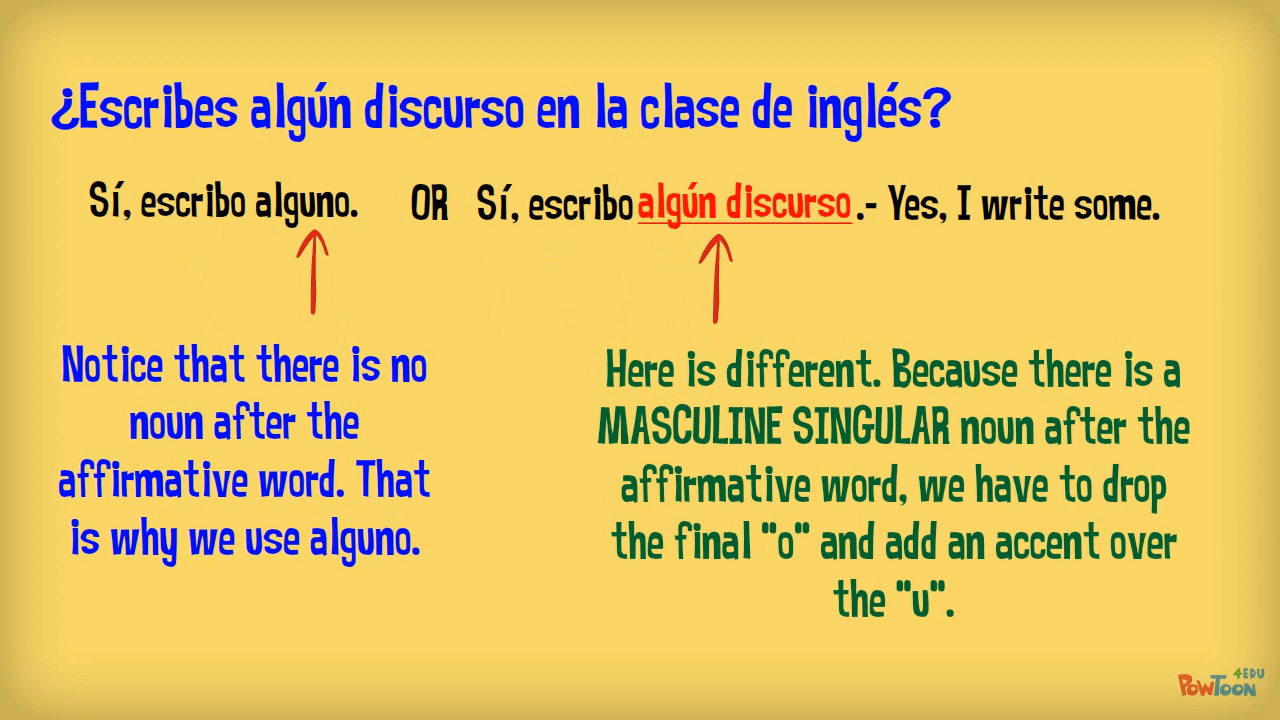 ¿Escribes algún discurso en la clase de inglés?
Sí, escribo alguno. OR Sí, escribo algún discurso .- Yes, I write some.
Notice that there is no
noun after the
affirmative word. That
is why we use alguno.
Here is different. Because there is a
MASCULINE SINGULAR noun after the
affirmative word, we have to drop
the final "o" and add an accent over
the "u".
4EDU
POWTOON